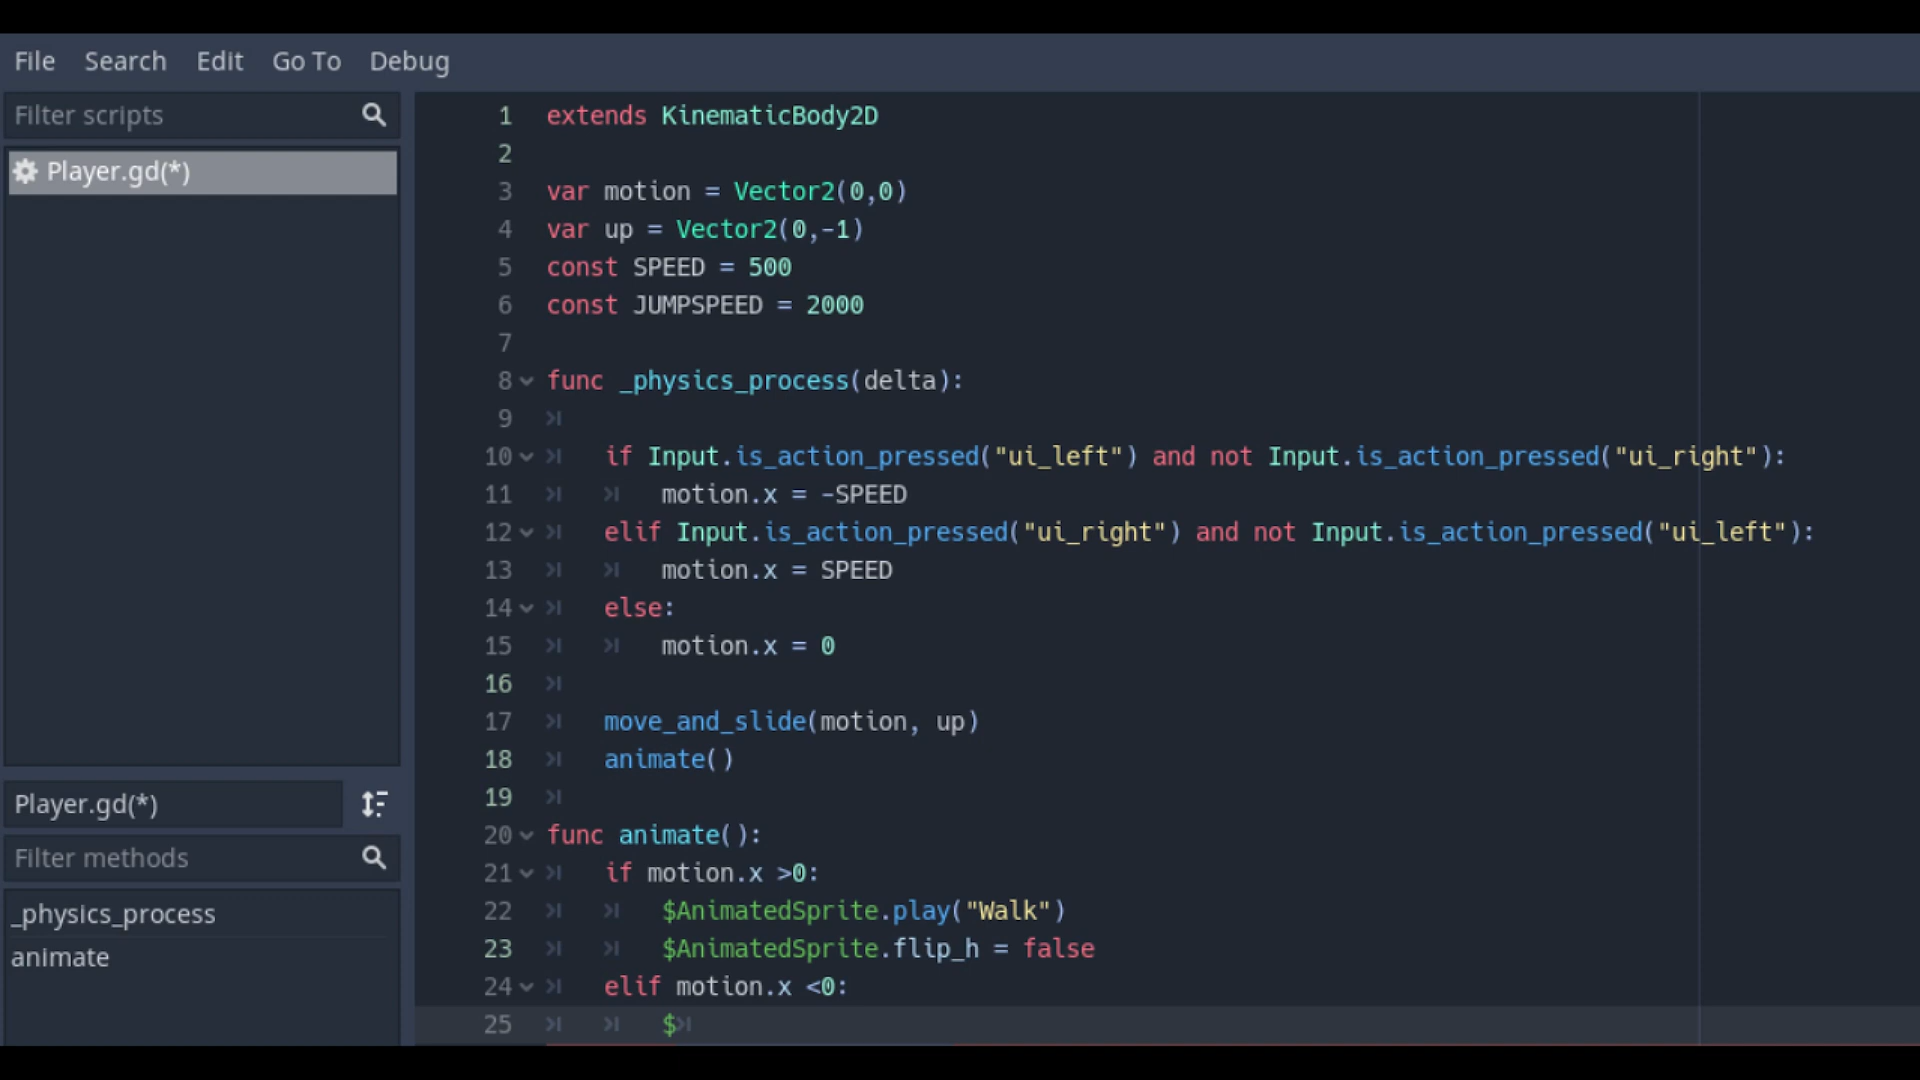 File Search Edit Go To Debug
Filter scripts
Player.gd(*)
Player.gd(*)
Filter methods
_physics_process
animate
1 extends KinematicBody2D
2
3 var motion = Vector2(0,0)
4 var up = Vector2(0,-1)
5 const SPEED = 500
6 const JUMPSPEED = 2000
7
8 func _physics_process(delta):
9
10 if Input.is_action_pressed("ui_left") and not Input.is_action_pressed("ui_right"):
11 motion.x = -SPEED
12 elif Input.is_action_pressed("ui_right") and not Input.is_action_pressed("ui_left"):
13 motion.x = SPEED
14 else:
15 motion.x = 0
16
17 move_and_slide(motion, up)
18 animate()
19
20 func animate():
21 if motion.x >0:
22 $AnimatedSprite.play("Walk")
23 $AnimatedSprite.flip_h = false
24 elif motion.x <0:
25 $